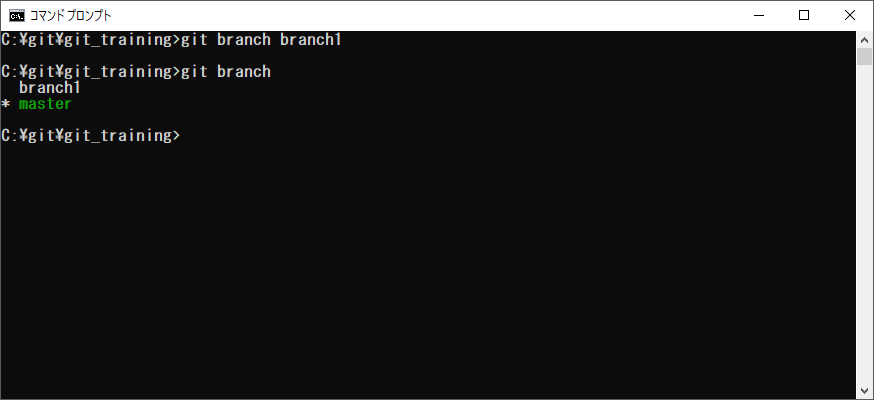 コマンド プロンプト
C:¥git¥git_training>git branch branch1
C:¥git¥git_training>git branch
branch1
* master
C:¥git¥git_training>